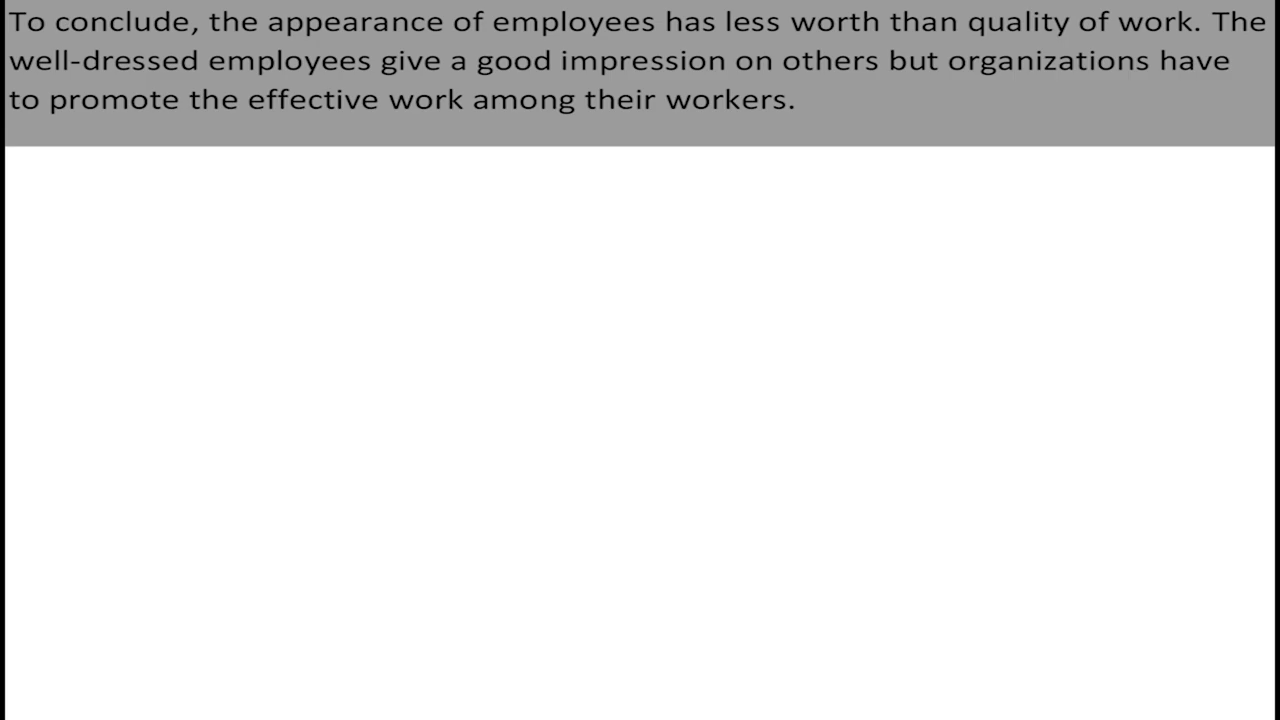 To conclude, the appearance of employees has less worth than quality of work. The
well-dressed employees give a good impression on others but organizations have
to promote the effective work among their workers.